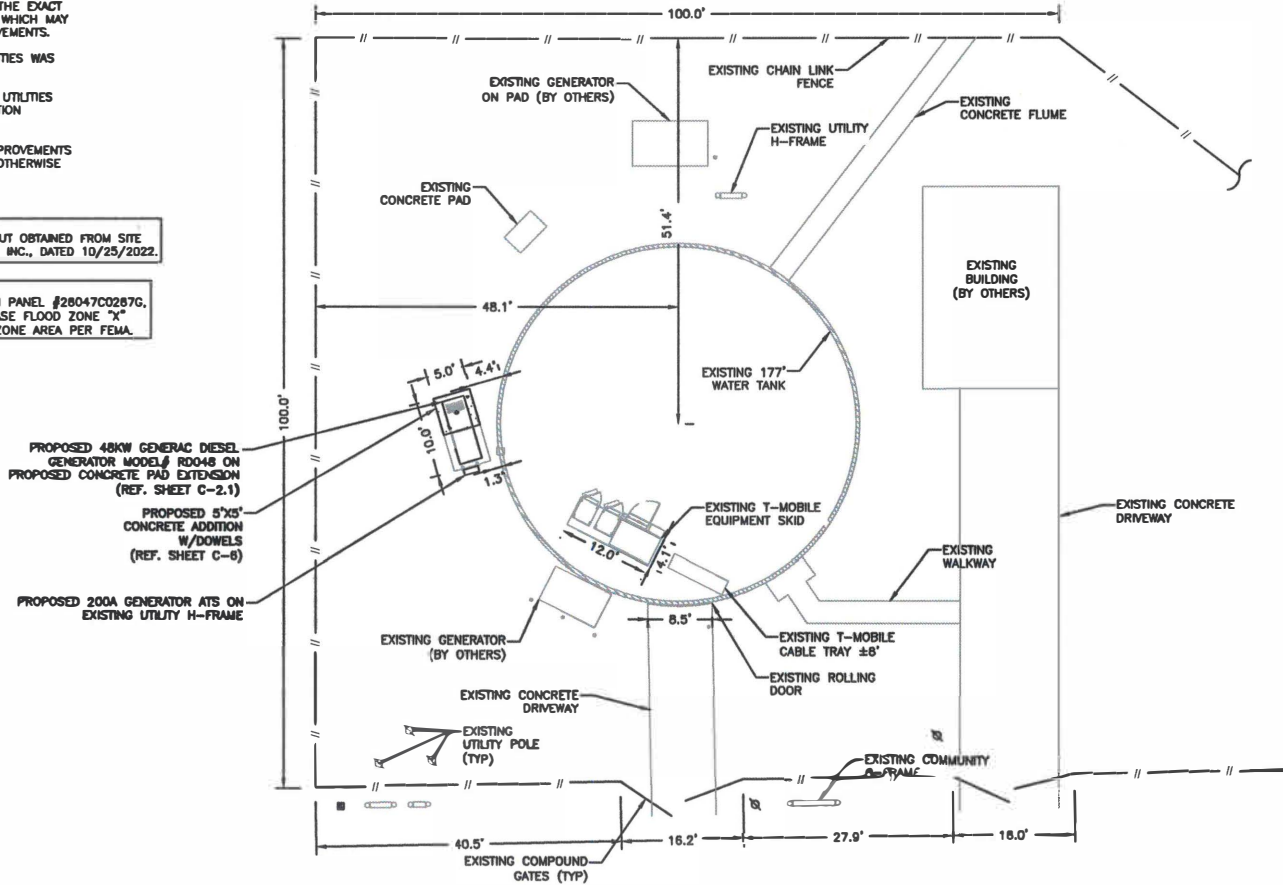 THE EXACT
WHICH MAY
VEMENTS.
TIES WAS
UTILITIES
TION
PROVEMENTS
OTHERWISE
UT OBTAINED FROM SITE
INC., DATED 10/25/2022.
PANEL #28047C0287G,
ASE FLOOD ZONE "X"
ZONE AREA PER FEMA.
100.0'
EXISTING GENERATOR
ON PAD (BY OTHERS)
EXISTING CHAIN LINK
FENCE
EXISTING
CONCRETE FLUME
EXISTING UTILITY
H-FRAME
EXISTING
CONCRETE PAD
51.4'
EXISTING
BUILDING
(BY OTHERS)
48.1'
100.0'
EXISTING 177'
WATER TANK
5.0'
4.4'
10.0'
1.3'
PROPOSED 48KW GENERAC DIESEL
GENERATOR MODEL# RD048 ON
PROPOSED CONCRETE PAD EXTENSION
(REF. SHEET C-2.1)
PROPOSED 5'X5'
CONCRETE ADDITION
W/DOWELS
(REF. SHEET C-6)
PROPOSED 200A GENERATOR ATS ON
EXISTING UTILITY H-FRAME
EXISTING T-MOBILE
EQUIPMENT SKID
12.0'
4.1'
EXISTING CONCRETE
DRIVEWAY
EXISTING
WALKWAY
8.5'
EXISTING GENERATOR
(BY OTHERS)
EXISTING T-MOBILE
CABLE TRAY ±8'
EXISTING ROLLING
DOOR
EXISTING CONCRETE
DRIVEWAY
EXISTING
UTILITY POLE
(TYP)
EXISTING COMMUNITY
40.5'
16.2'
27.9'
16.0'
EXISTING COMPOUND
GATES (TYP)